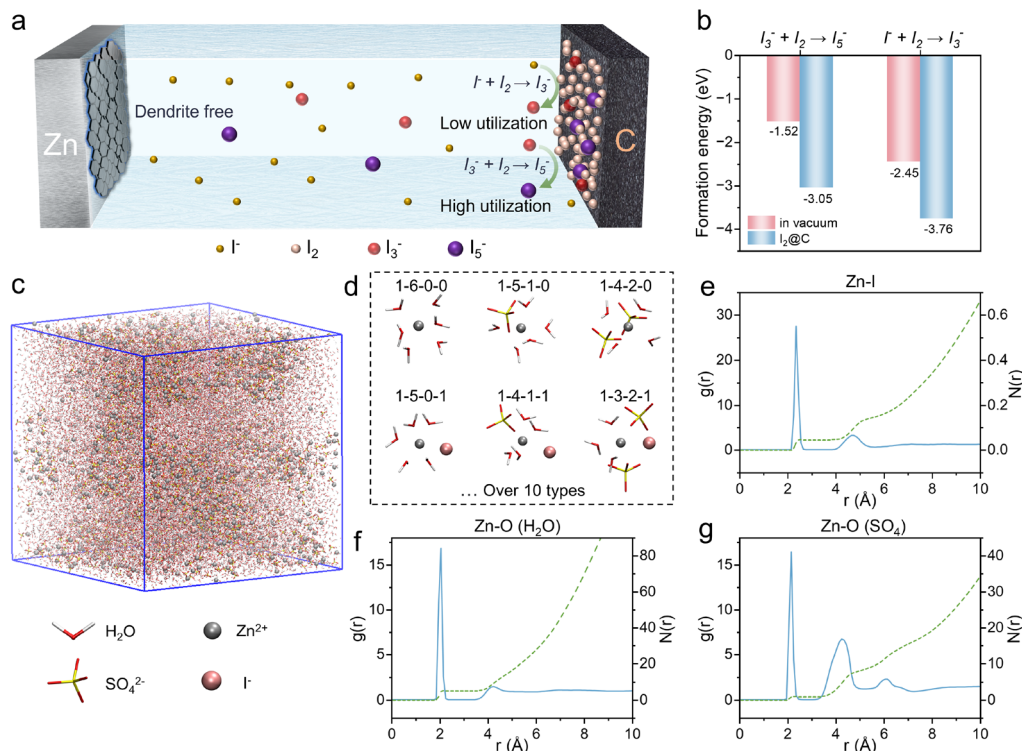 a
Zn
Dendrite free
I⁻ + I₂ → I₃⁻
Low utilization
I₃⁻ + I₂ → I₅⁻
High utilization
C
I⁻
I₂
I₃⁻
I₅⁻
b
I₃⁻ + I₂ → I₅⁻
I⁻ + I₂ → I₃⁻
Formation energy (eV)
0
−1
−2
−3
−4
-1.52
-3.05
-2.45
-3.76
in vacuum
I₂@C
c
H₂O
Zn²⁺
SO₄²⁻
I⁻
d
1-6-0-0
1-5-1-0
1-4-2-0
1-5-0-1
1-4-1-1
1-3-2-1
... Over 10 types
e
Zn-I
g(r)
30
25
20
15
10
5
0
N(r)
0.6
0.4
0.2
0.0
0 2 4 6 8 10
r (Å)
f
Zn-O (H₂O)
g(r)
15
10
5
0
N(r)
80
60
40
20
0
0 2 4 6 8 10
r (Å)
g
Zn-O (SO₄)
g(r)
15
10
5
0
N(r)
40
30
20
10
0
0 2 4 6 8 10
r (Å)